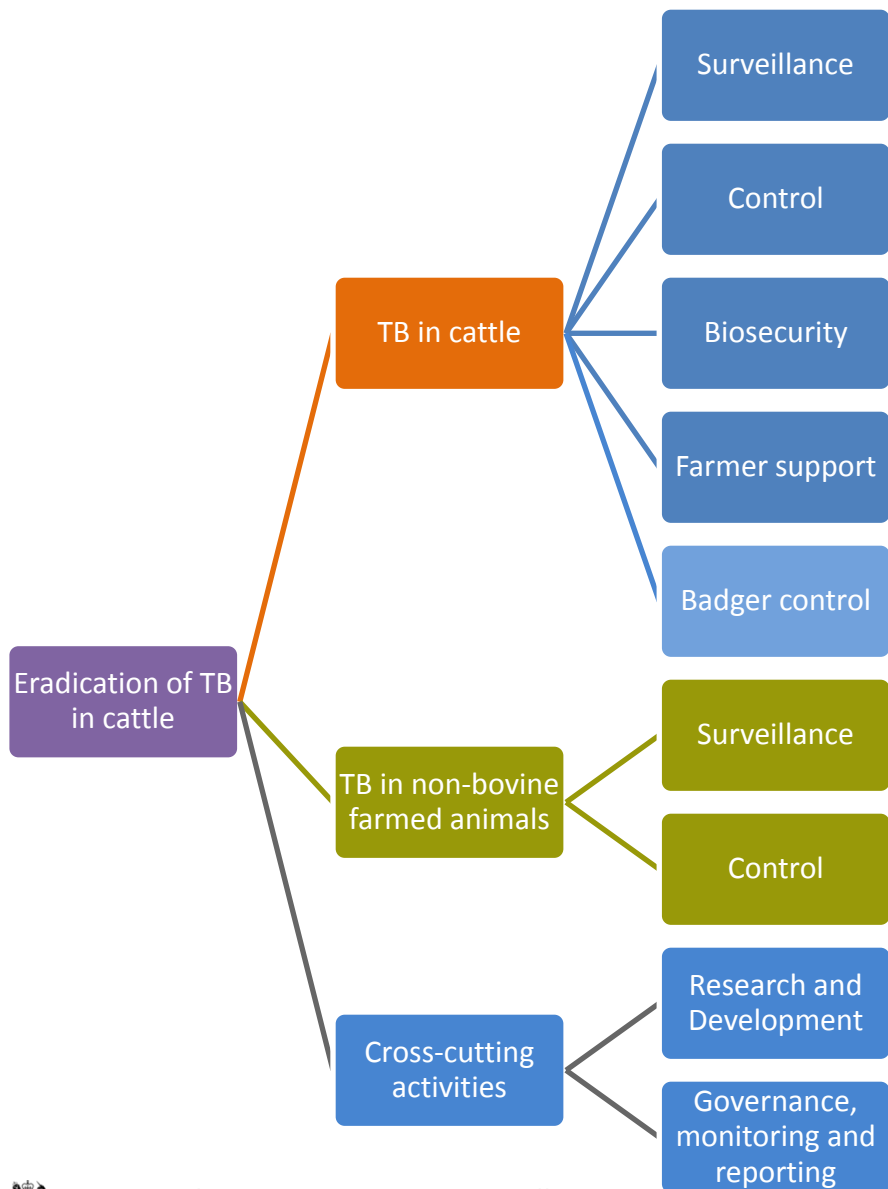 Surveillance
Control
TB in cattle
Biosecurity
Farmer support
Badger control
Eradication of TB
in cattle
Surveillance
TB in non-bovine
farmed animals
Control
Research and
Development
Cross-cutting
activities
Governance,
monitoring and
reporting